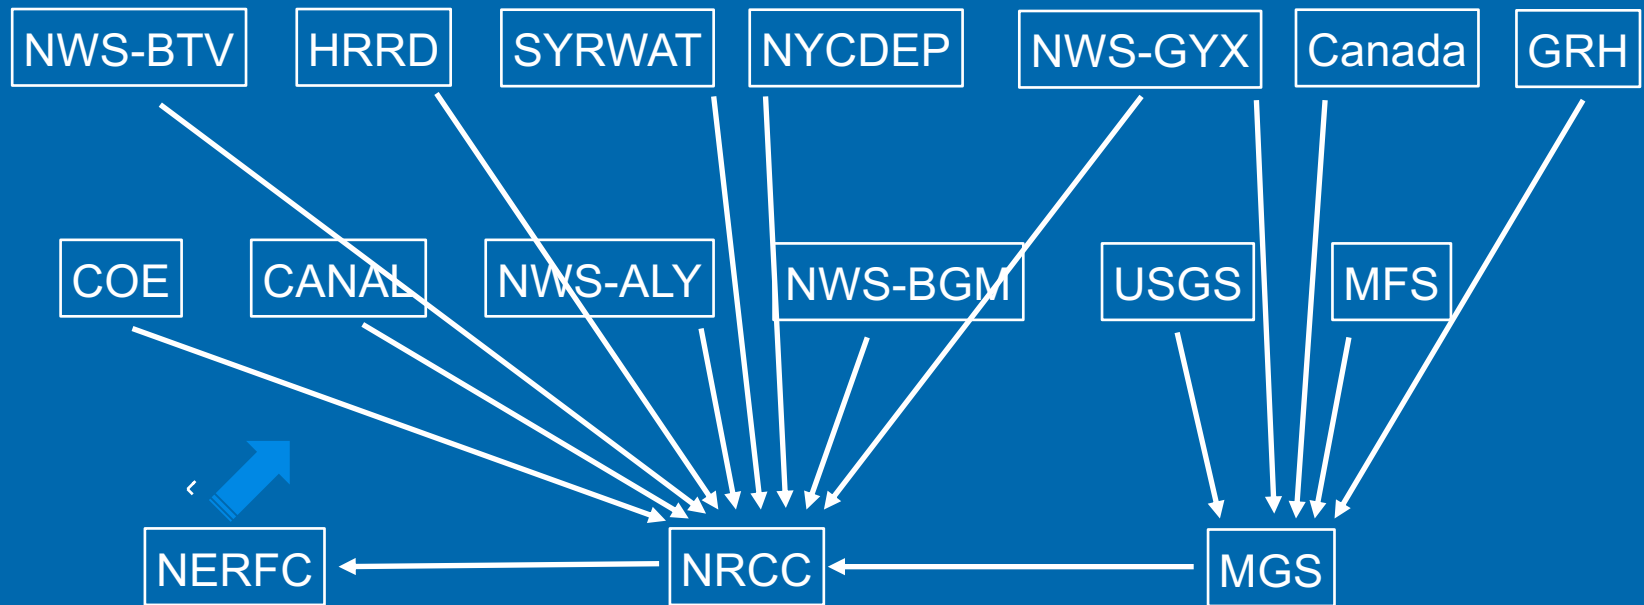 NWS-BTV
HRRD
SYRWAT
NYCDEP
NWS-GYX
Canada
GRH
COE
CANAL
NWS-ALY
NWS-BGM
USGS
MFS
NERFC
NRCC
MGS